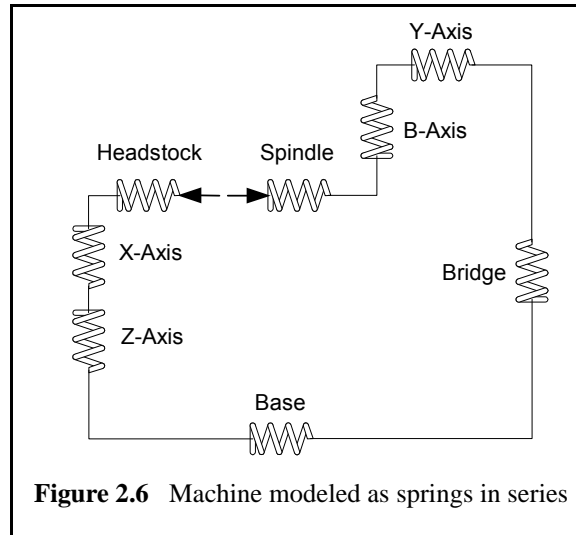 Y-Axis
B-Axis
Headstock
Spindle
X-Axis
Bridge
Z-Axis
Base
Figure 2.6 Machine modeled as springs in series